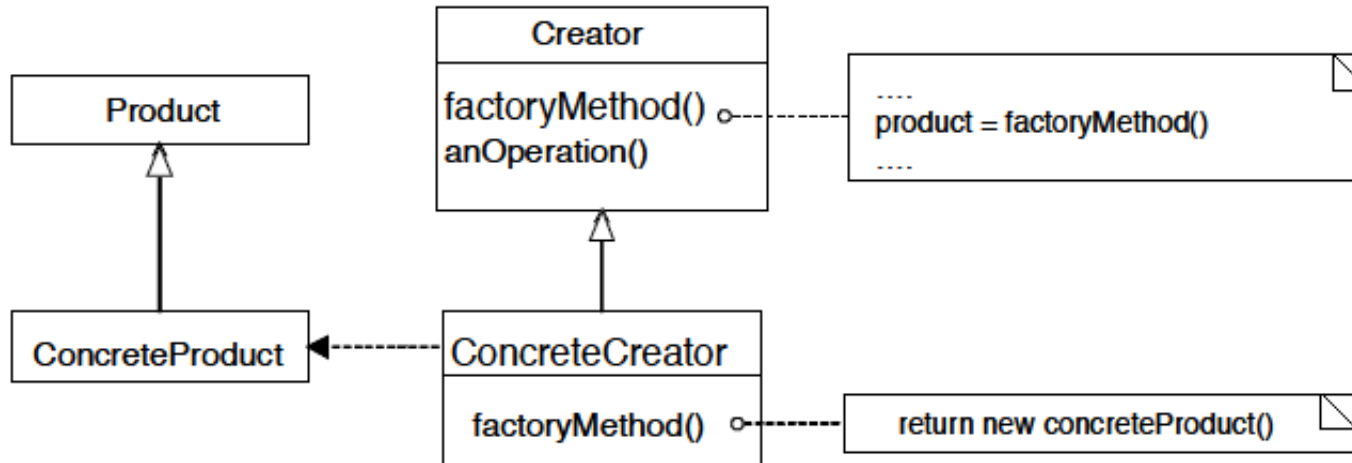 Creator
Product
factoryMethod()
anOperation()
....
product = factoryMethod()
....
ConcreteProduct
ConcreteCreator
factoryMethod()
return new concreteProduct()